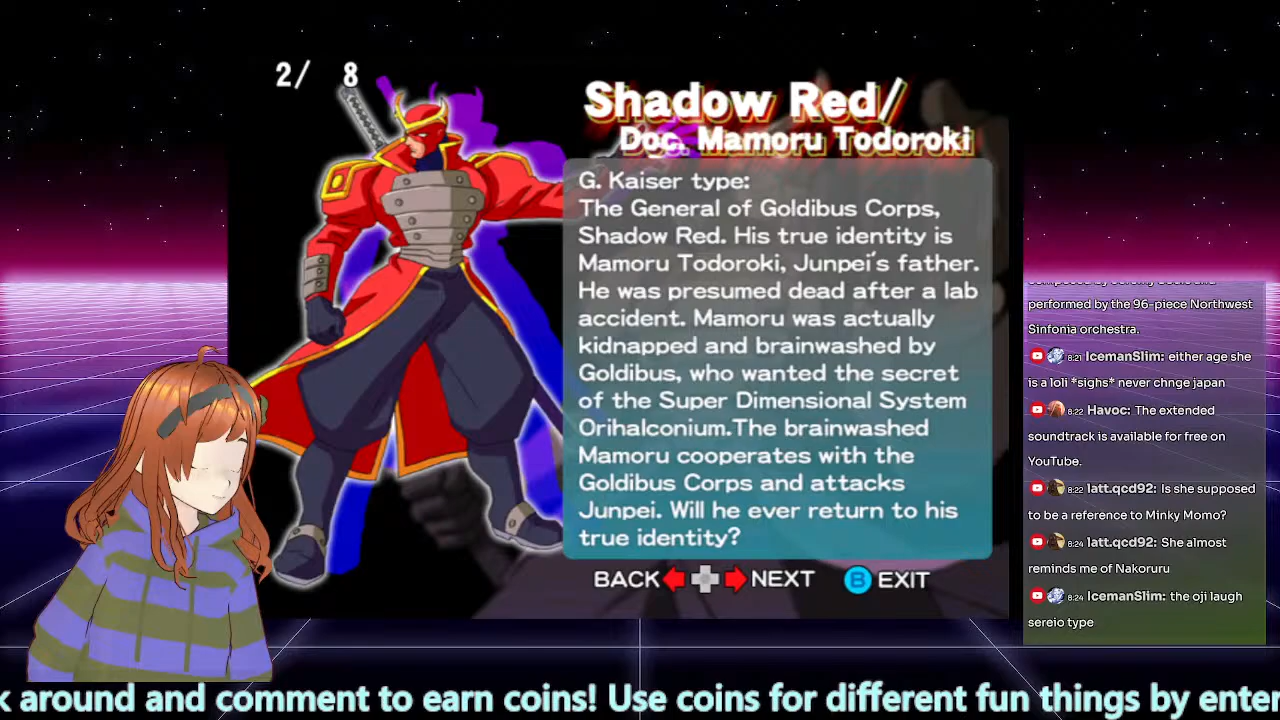 2/ 8
Shadow Red/
Doc. Mamoru Todoroki
G. Kaiser type:
The General of Goldibus Corps,
Shadow Red. His true identity is
Mamoru Todoroki, Junpei's father.
He was presumed dead after a lab
accident. Mamoru was actually
kidnapped and brainwashed by
Goldibus, who wanted the secret
of the Super Dimensional System
Orihalconium.The brainwashed
Mamoru cooperates with the
Goldibus Corps and attacks
Junpei. Will he ever return to his
true identity?
BACK NEXT B EXIT
performed by the 96-piece Northwest
Sinfonia orchestra.
8:21 IcemanSlim: either age she
is a loli *sighs* never chnge japan
8:22 Havoc: The extended
soundtrack is available for free on
YouTube.
8:23 latt.qcd92: Is she supposed
to be a reference to Minky Momo?
8:24 latt.qcd92: She almost
reminds me of Nakoruru
8:24 IcemanSlim: the oji laugh
sereio type
k around and comment to earn coins! Use coins for different fun things by enter